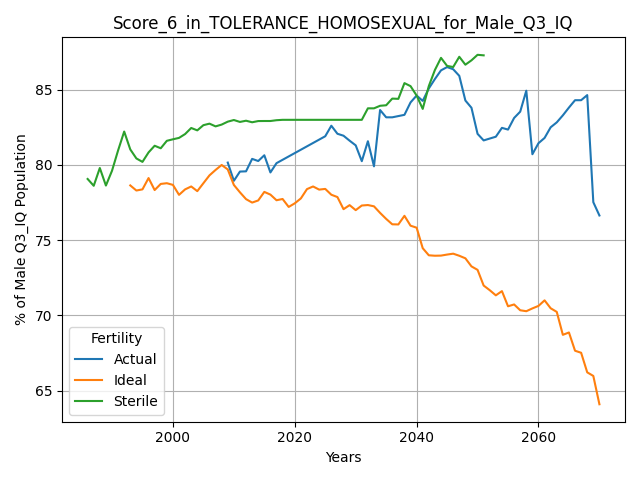 Score_6_in_TOLERANCE_HOMOSEXUAL_for_Male_Q3_IQ
% of Male Q3_IQ Population
85
80
75
70
65
Fertility
Actual
Ideal
Sterile
2000
2020
2040
2060
Years